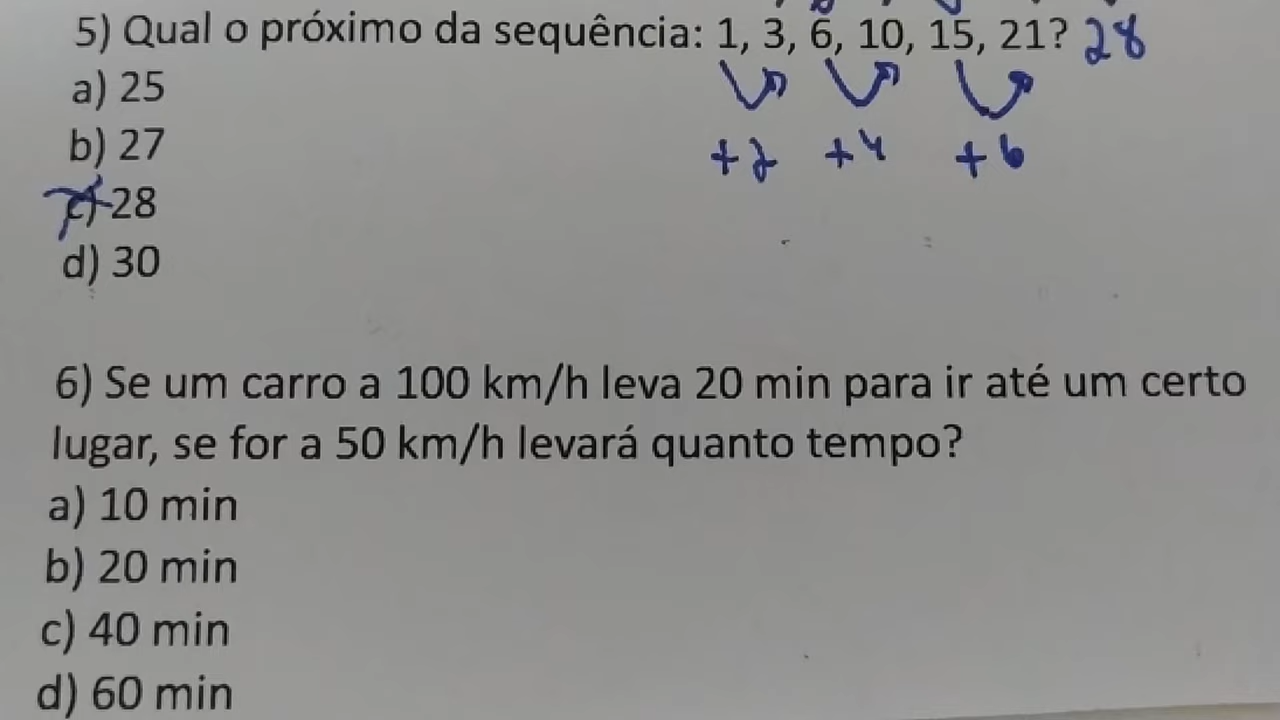 5) Qual o próximo da sequência: 1, 3, 6, 10, 15, 21? 28
a) 25
+2 +4 +6
b) 27
c) 28
d) 30
6) Se um carro a 100 km/h leva 20 min para ir até um certo
lugar, se for a 50 km/h levará quanto tempo?
a) 10 min
b) 20 min
c) 40 min
d) 60 min